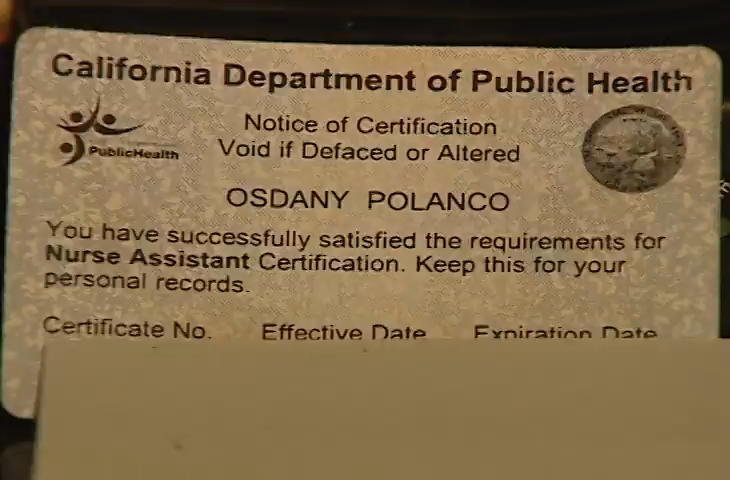 California Department of Public Health
PublicHealth
Notice of Certification
Void if Defaced or Altered
OSDANY POLANCO
You have successfully satisfied the requirements for
Nurse Assistant Certification. Keep this for your
personal records.
Certificate No. Effective Date Expiration Date